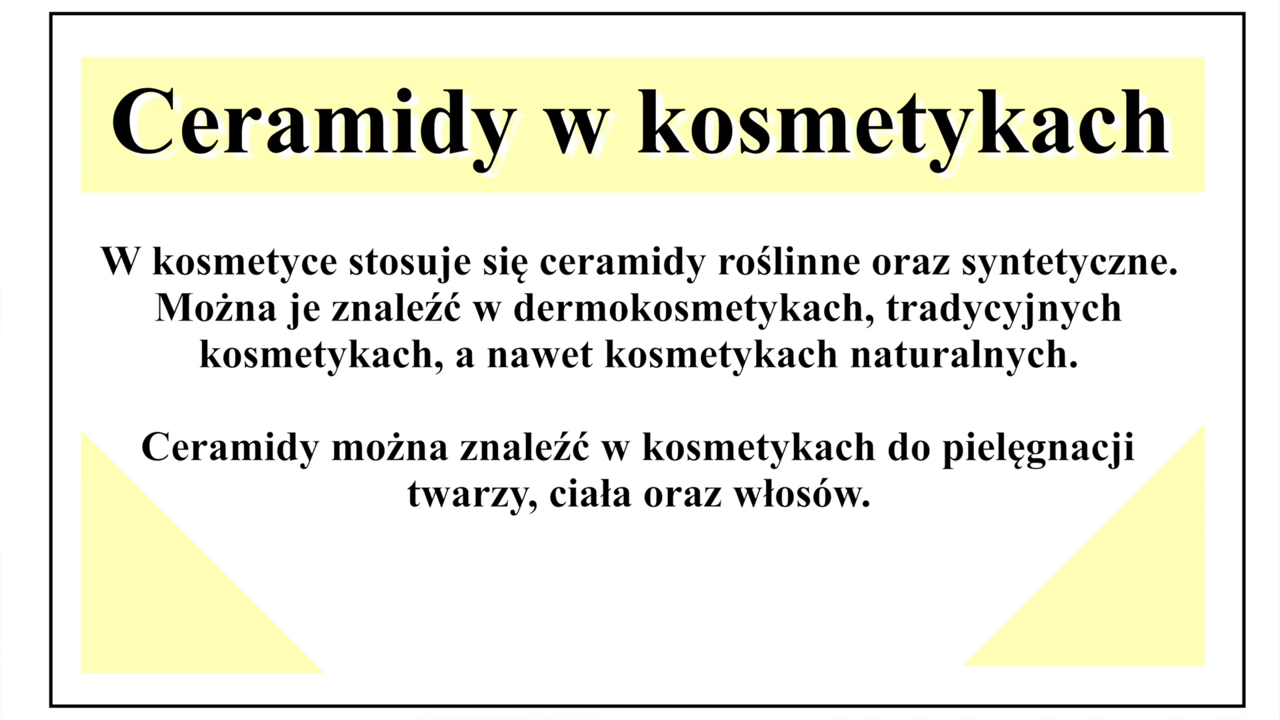 Ceramidy w kosmetykach
W kosmetyce stosuje się ceramidy roślinne oraz syntetyczne.
Można je znaleźć w dermokosmetykach, tradycyjnych
kosmetykach, a nawet kosmetykach naturalnych.
Ceramidy można znaleźć w kosmetykach do pielęgnacji
twarzy, ciała oraz włosów.